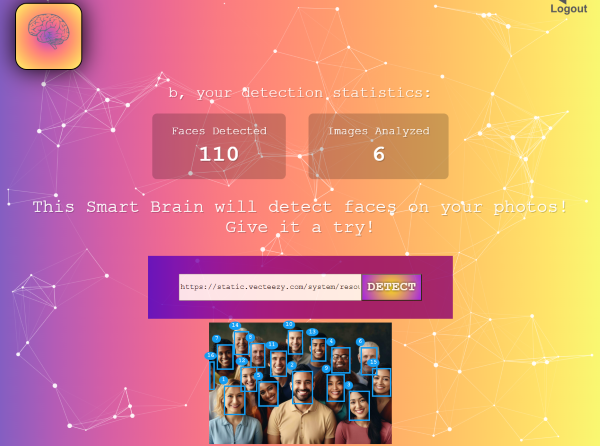 Logout
b, your detection statistics:
Faces Detected
110
Images Analyzed
6
This Smart Brain will detect faces on your photos!
Give it a try!
https://static.vecteezy.com/system/resou
DETECT
10
14
13
7
4
6
11
16
12
15
2
9
5
1
3